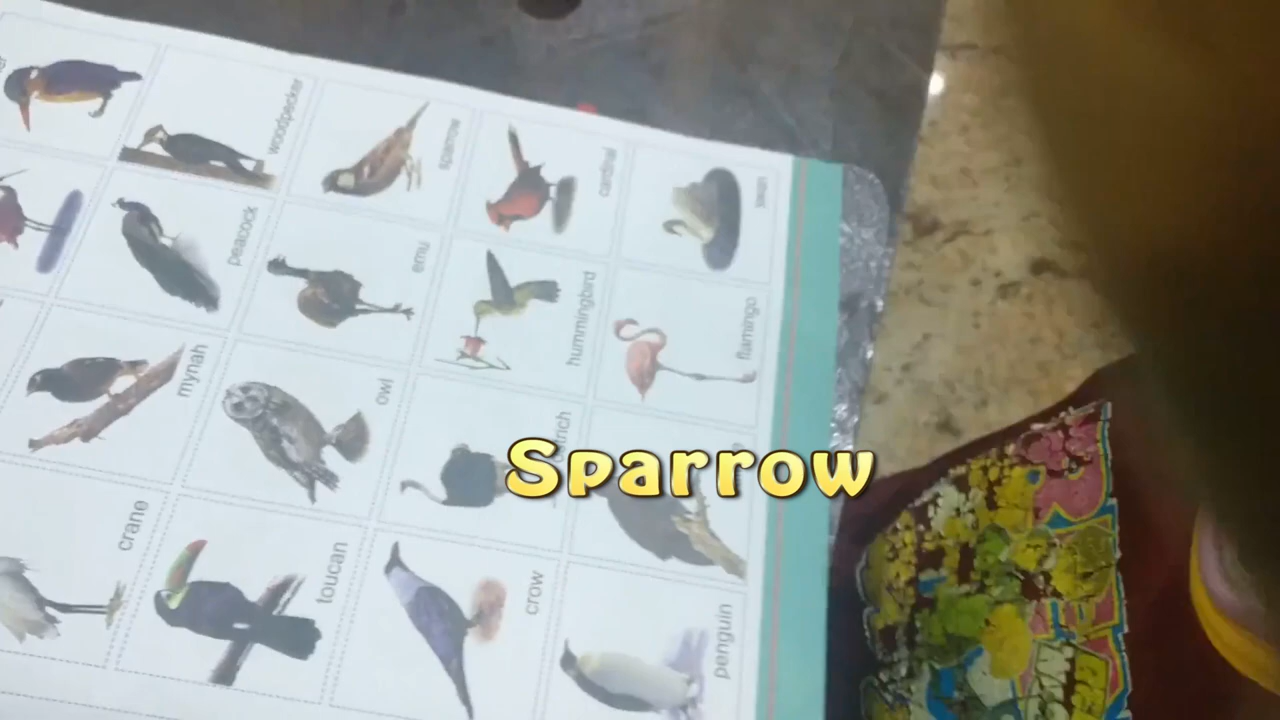 woodpecker
sparrow
cardinal
swan
peacock
emu
hummingbird
flamingo
mynah
owl
Sparrow
crane
toucan
crow
penguin